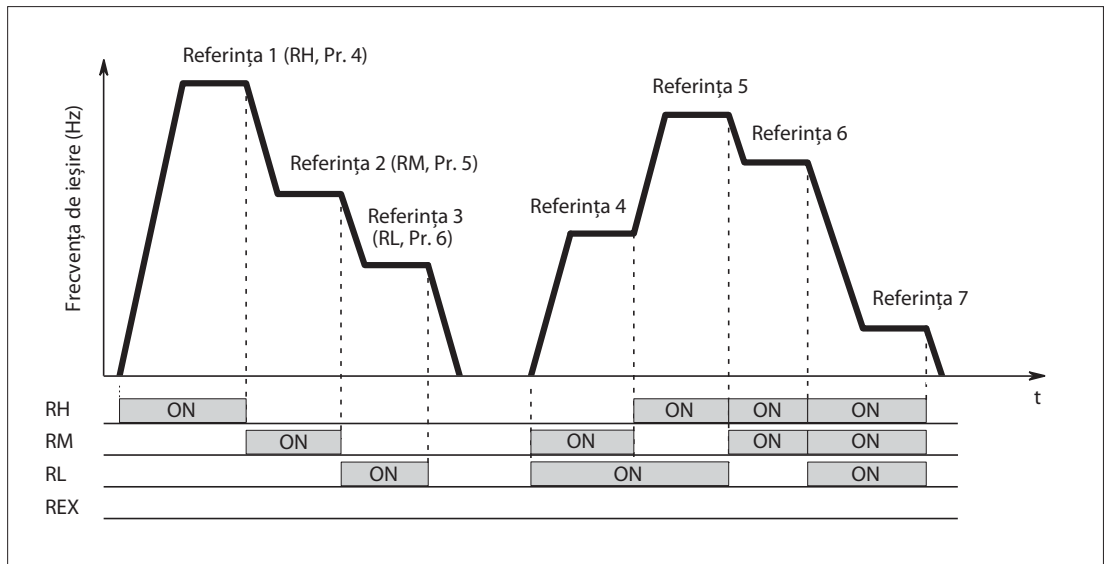 Referința 1 (RH, Pr. 4)
Referința 5
Referința 6
Referința 2 (RM, Pr. 5)
Referința 3
(RL, Pr. 6)
Referința 4
Referința 7
Frecvența de ieșire (Hz)
t
RH ON ON ON ON
RM ON ON ON ON
RL ON ON ON
REX